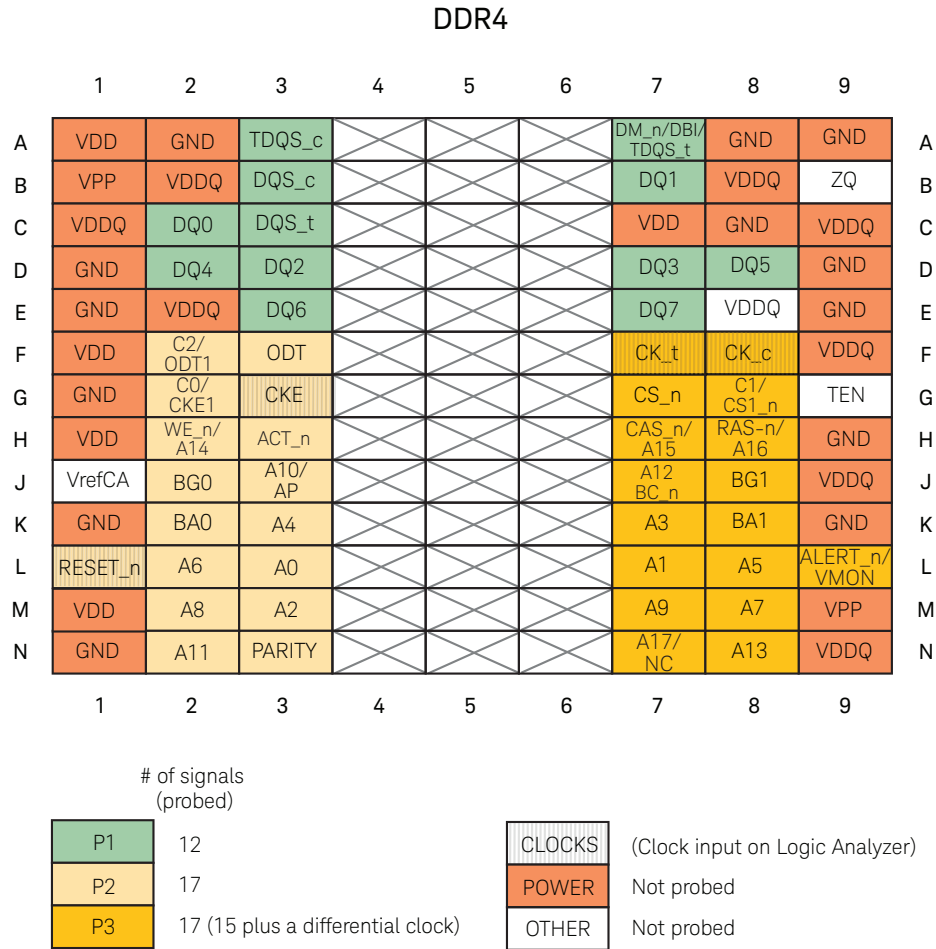 DDR4
1 2 3 4 5 6 7 8 9
A VDD GND TDQS_c DM_n/DBI/ TDQS_t GND GND A
B VPP VDDQ DQS_c DQ1 VDDQ ZQ B
C VDDQ DQ0 DQS_t VDD GND VDDQ C
D GND DQ4 DQ2 DQ3 DQ5 GND D
E GND VDDQ DQ6 DQ7 VDDQ GND E
F VDD C2/ ODT1 ODT CK_t CK_c VDDQ F
G GND C0/ CKE1 CKE CS_n C1/ CS1_n TEN G
H VDD WE_n/ A14 ACT_n CAS_n/ A15 RAS-n/ A16 GND H
J VrefCA BG0 A10/ AP A12 BC_n BG1 VDDQ J
K GND BA0 A4 A3 BA1 GND K
L RESET_n A6 A0 A1 A5 ALERT_n/ VMON L
M VDD A8 A2 A9 A7 VPP M
N GND A11 PARITY A17/ NC A13 VDDQ N
1 2 3 4 5 6 7 8 9
# of signals
(probed)
P1 12
P2 17
P3 17 (15 plus a differential clock)
CLOCKS (Clock input on Logic Analyzer)
POWER Not probed
OTHER Not probed